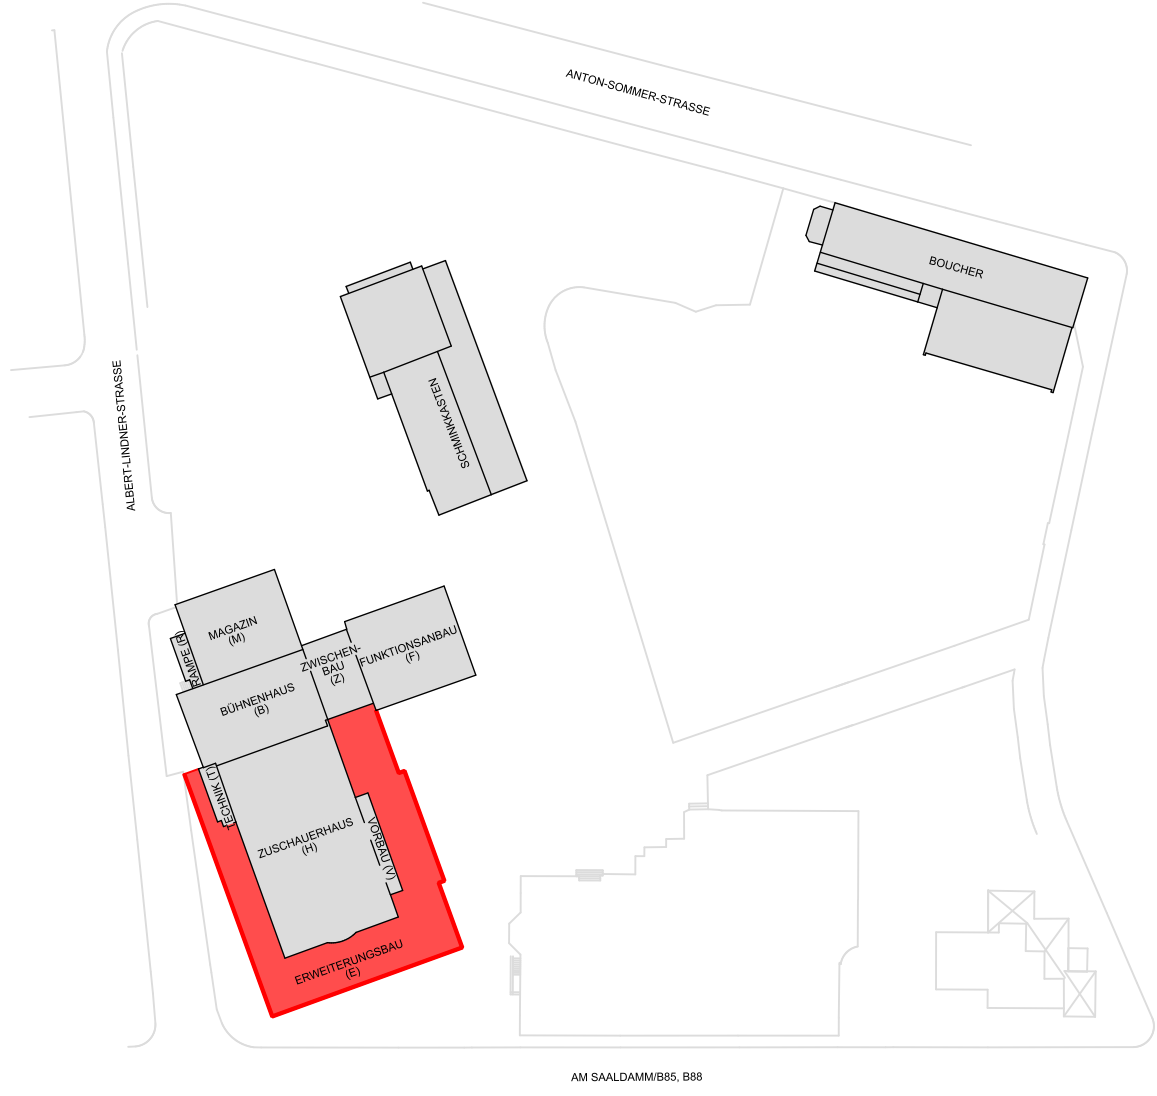 ANTON-SOMMER-STRASSE
BOUCHER
ALBERT-LINDNER-STRASSE
SCHMINKKASTEN
MAGAZIN
(M)
RAMPE (R)
ZWISCHEN-
BAU
(Z)
FUNKTIONSANBAU
(F)
BÜHNENHAUS
(B)
TECHNIK (T)
ZUSCHAUERHAUS
(H)
VORBAU (V)
ERWEITERUNGSBAU
(E)
AM SAALDAMM/B85, B88